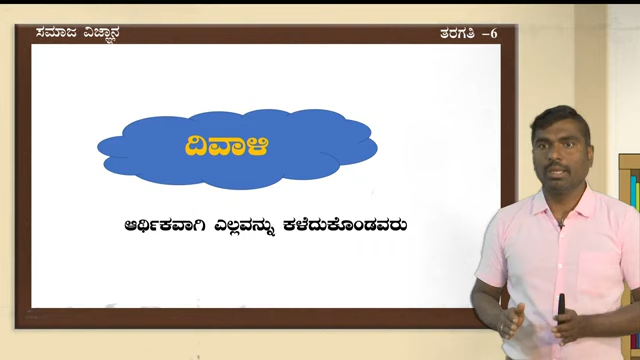 ಸಮಾಜ ವಿಜ್ಞಾನ
ತರಗತಿ -6
ದಿವಾಳಿ
ಆರ್ಥಿಕವಾಗಿ ಎಲ್ಲವನ್ನು ಕಳೆದುಕೊಂಡವರು